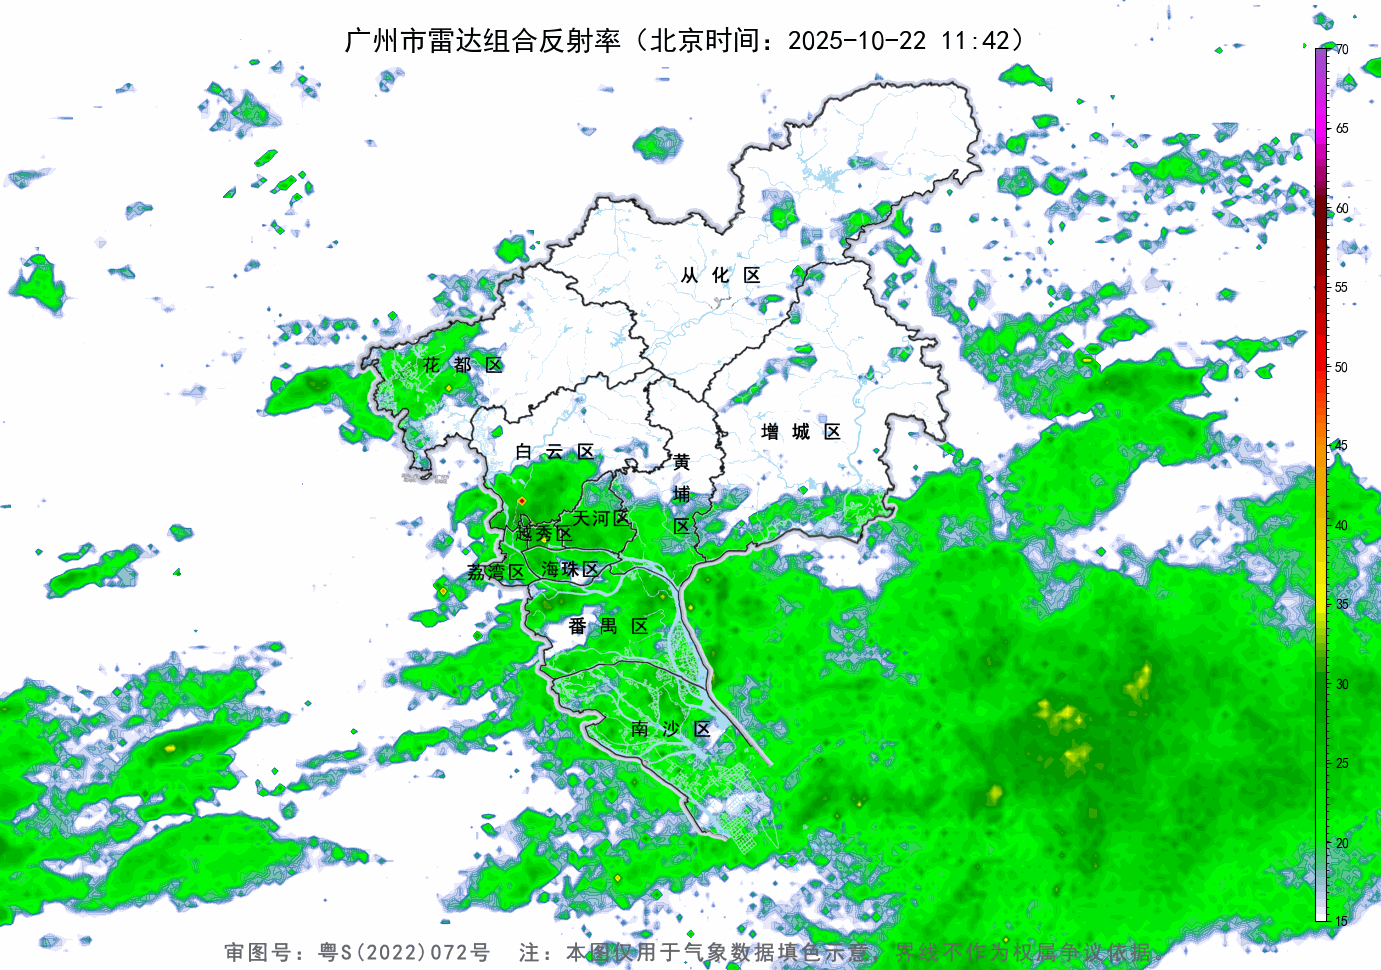 广州市雷达组合反射率（北京时间：2025-10-22 11:42）
70
65
60
55
50
45
40
35
30
25
20
15
从化区
花都区
增城区
白云区
黄埔区
天河区
越秀区
荔湾区
海珠区
番禺区
南沙区
审图号：粤S(2022)072号 注：本图仅用于气象数据填色示意，界线不作为权属争议依据。